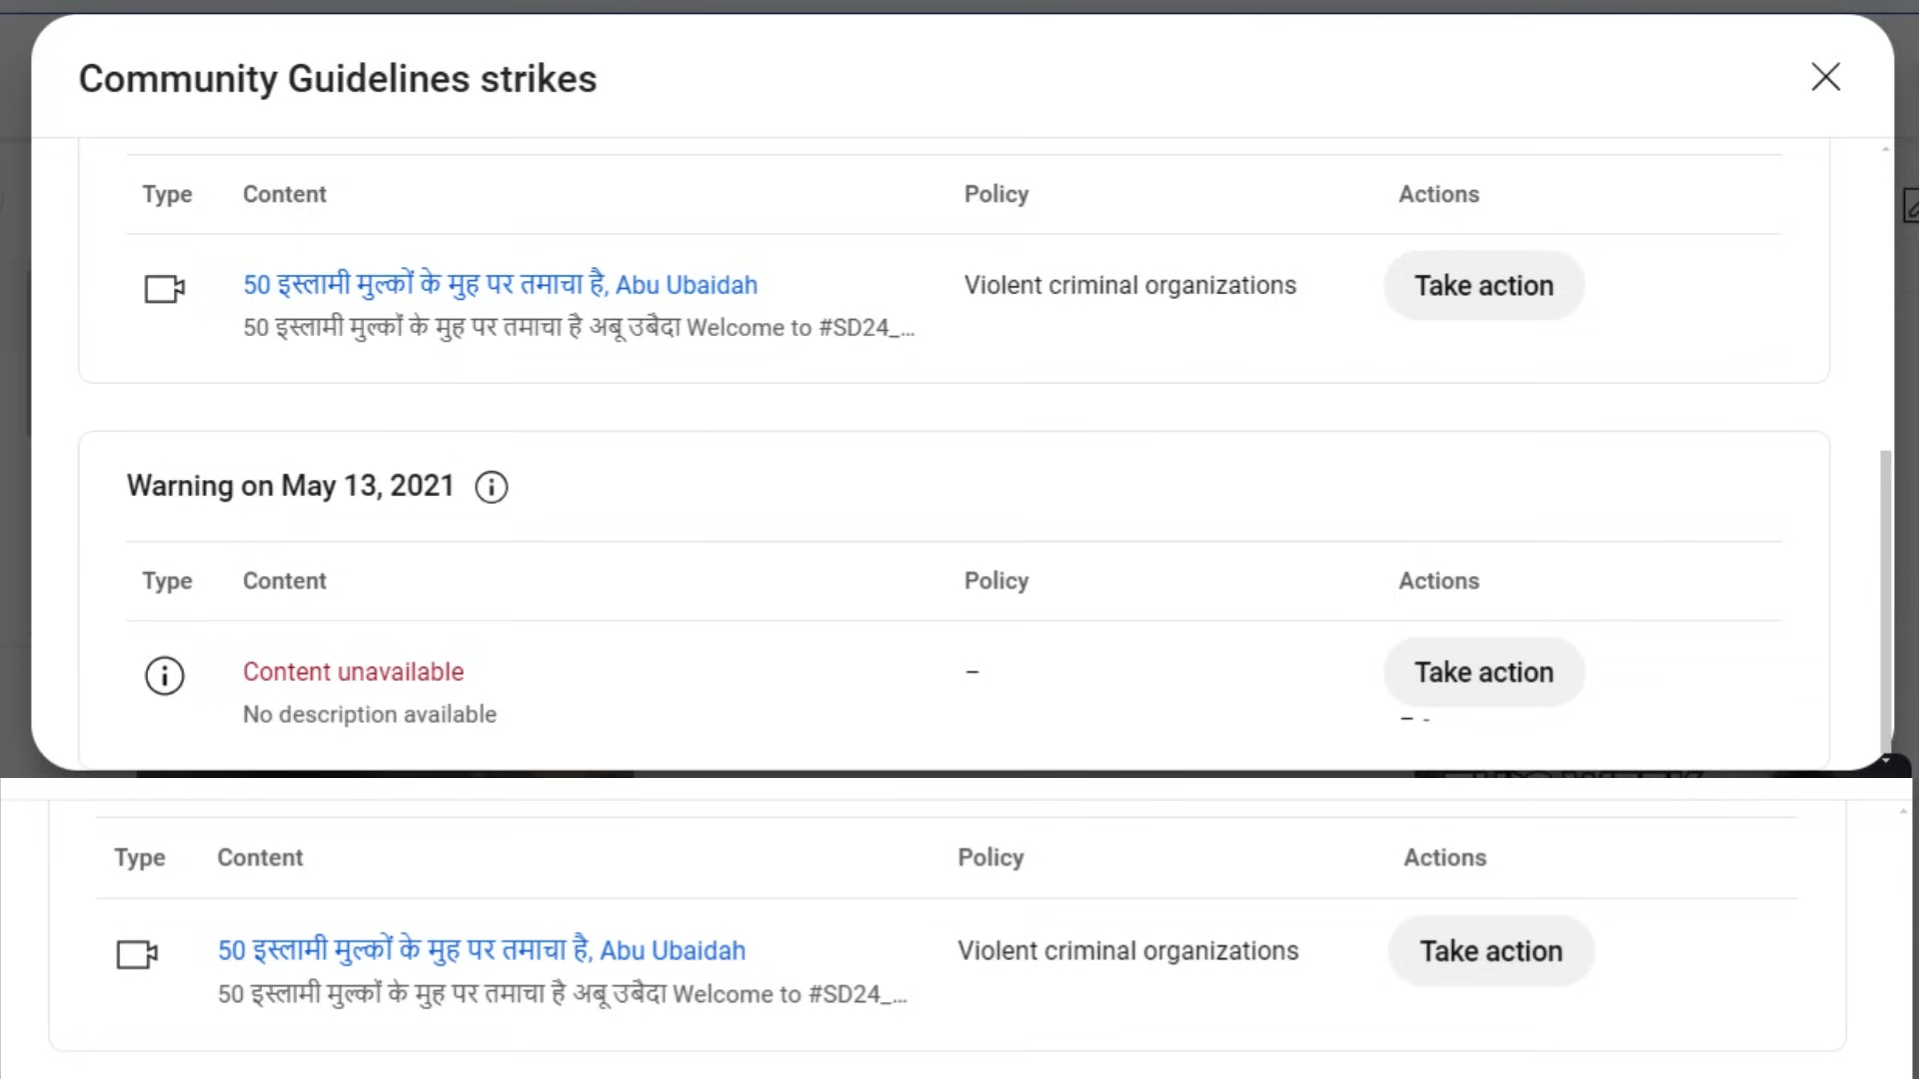 Community Guidelines strikes
Type Content Policy Actions
50 इस्लामी मुल्कों के मुह पर तमाचा है, Abu Ubaidah Violent criminal organizations Take action
50 इस्लामी मुल्कों के मुह पर तमाचा है अबू उबैदा Welcome to #SD24_...
Warning on May 13, 2021
Type Content Policy Actions
Content unavailable – Take action
No description available
Type Content Policy Actions
50 इस्लामी मुल्कों के मुह पर तमाचा है, Abu Ubaidah Violent criminal organizations Take action
50 इस्लामी मुल्कों के मुह पर तमाचा है अबू उबैदा Welcome to #SD24_...